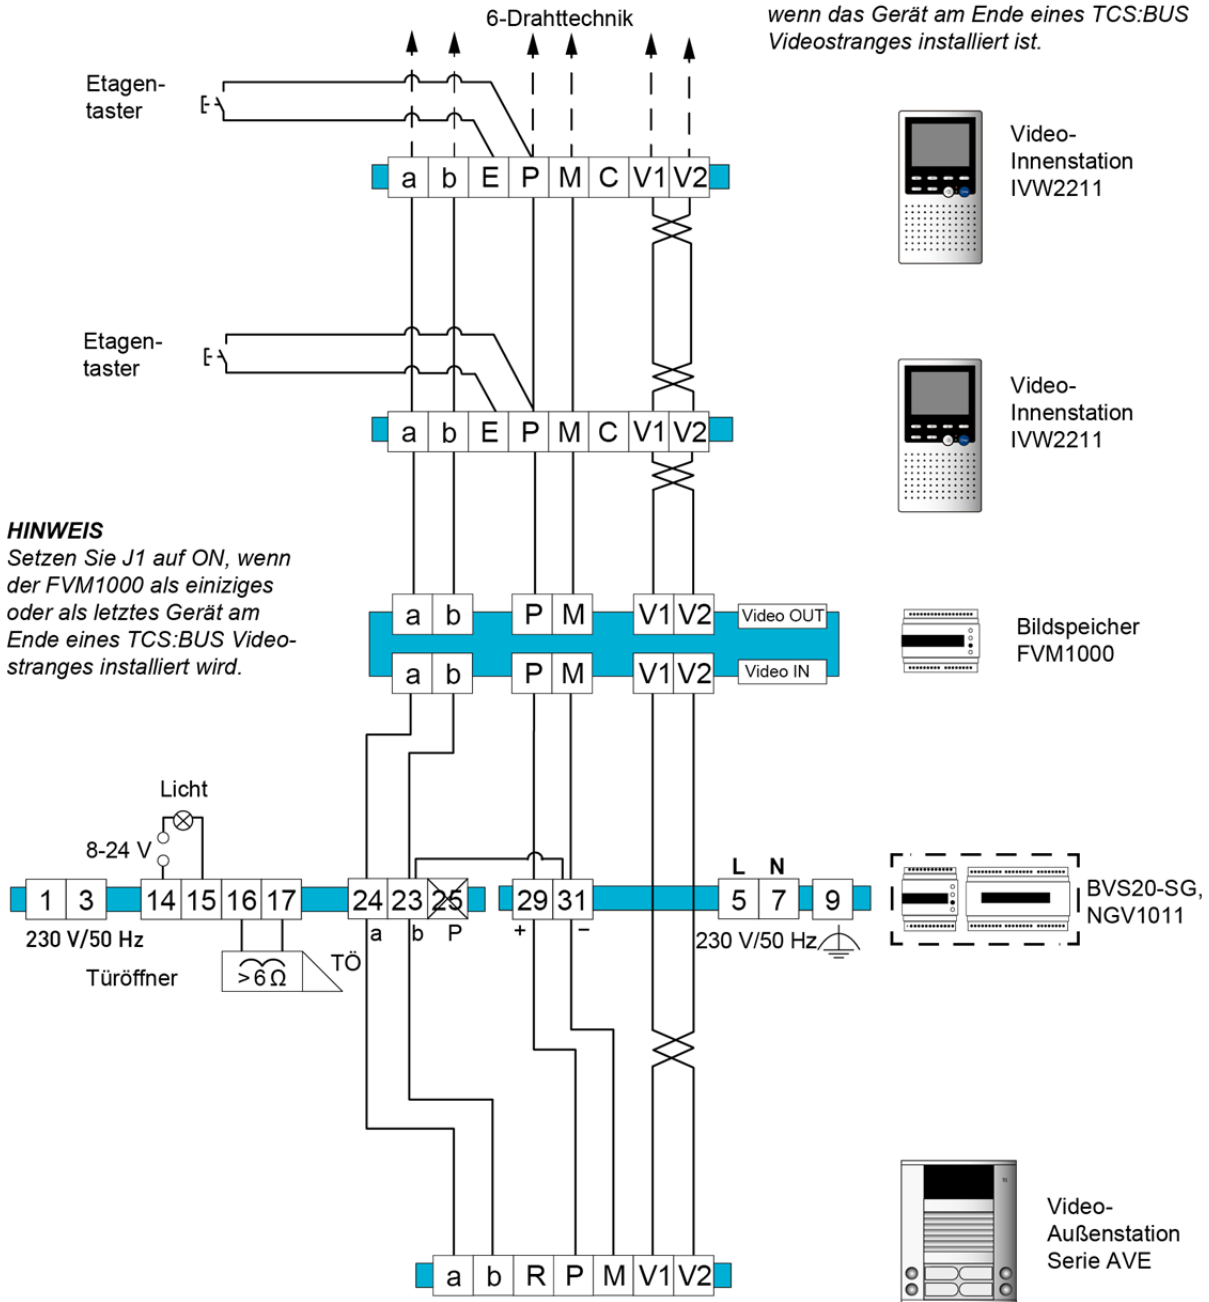 6-Drahttechnik
wenn das Gerät am Ende eines TCS:BUS
Videostranges installiert ist.
Etagen-
taster
a b E P M C V1 V2
Video-
Innenstation
IVW2211
Etagen-
taster
a b E P M C V1 V2
Video-
Innenstation
IVW2211
HINWEIS
Setzen Sie J1 auf ON, wenn
der FVM1000 als einiziges
oder als letztes Gerät am
Ende eines TCS:BUS Video-
stranges installiert wird.
a b P M V1 V2 Video OUT
a b P M V1 V2 Video IN
Bildspeicher
FVM1000
Licht
8-24 V
L N
1 3 14 15 16 17 24 23 25 29 31 5 7 9
a b P + –
230 V/50 Hz
230 V/50 Hz
BVS20-SG,
NGV1011
Türöffner
>6 Ω
TÖ
Video-
Außenstation
Serie AVE
a b R P M V1 V2